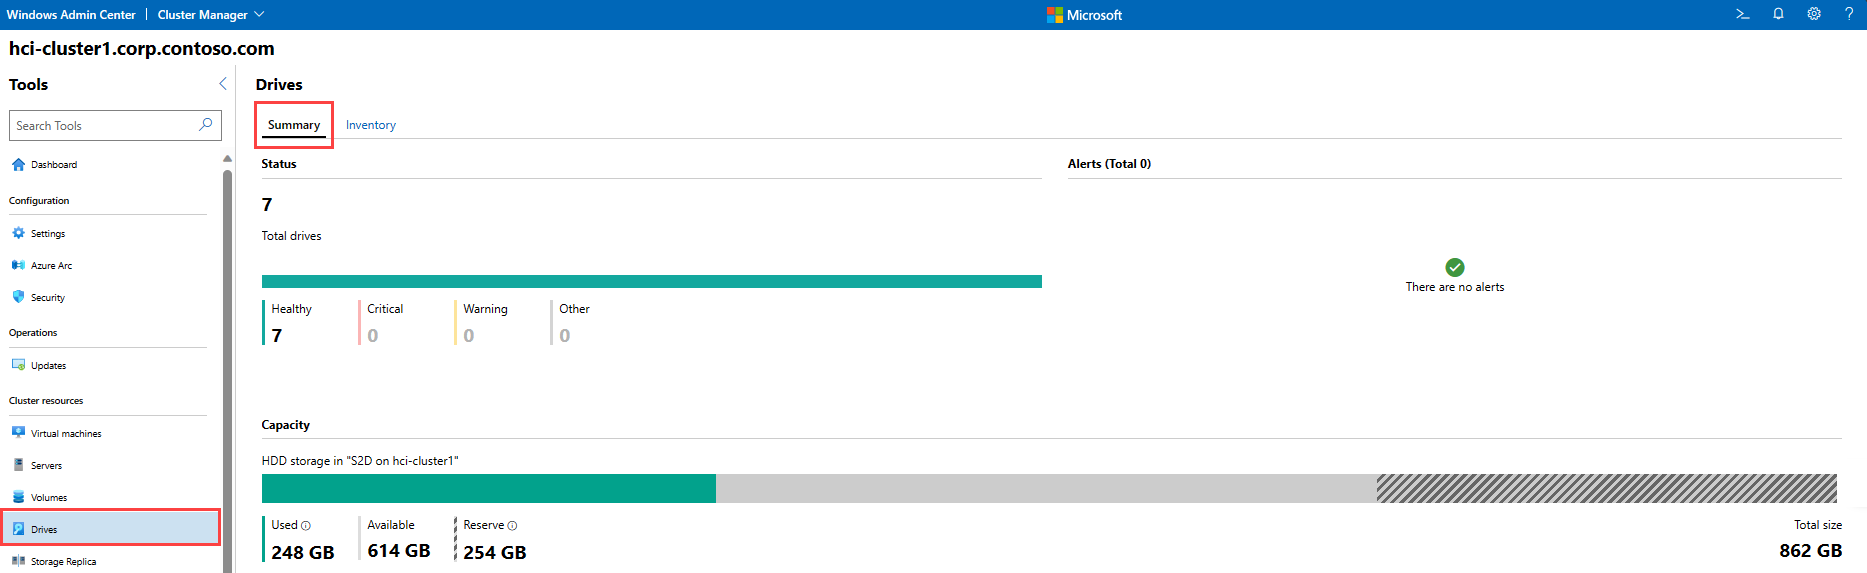 Windows Admin Center | Cluster Manager
Microsoft
hci-cluster1.corp.contoso.com
Tools
Search Tools
Dashboard
Configuration
Settings
Azure Arc
Security
Operations
Updates
Cluster resources
Virtual machines
Servers
Volumes
Drives
Storage Replica
Drives
Summary Inventory
Status
7
Total drives
Healthy Critical Warning Other
7 0 0 0
Alerts (Total 0)
There are no alerts
Capacity
HDD storage in "S2D on hci-cluster1"
Used Available Reserve Total size
248 GB 614 GB 254 GB 862 GB